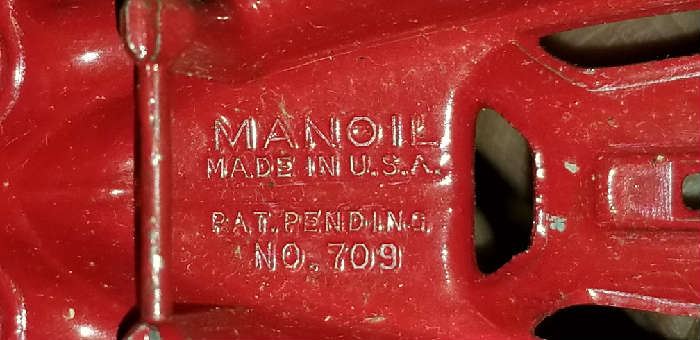 MANOIL
MADE IN U.S.A.
PAT. PENDING
NO. 709